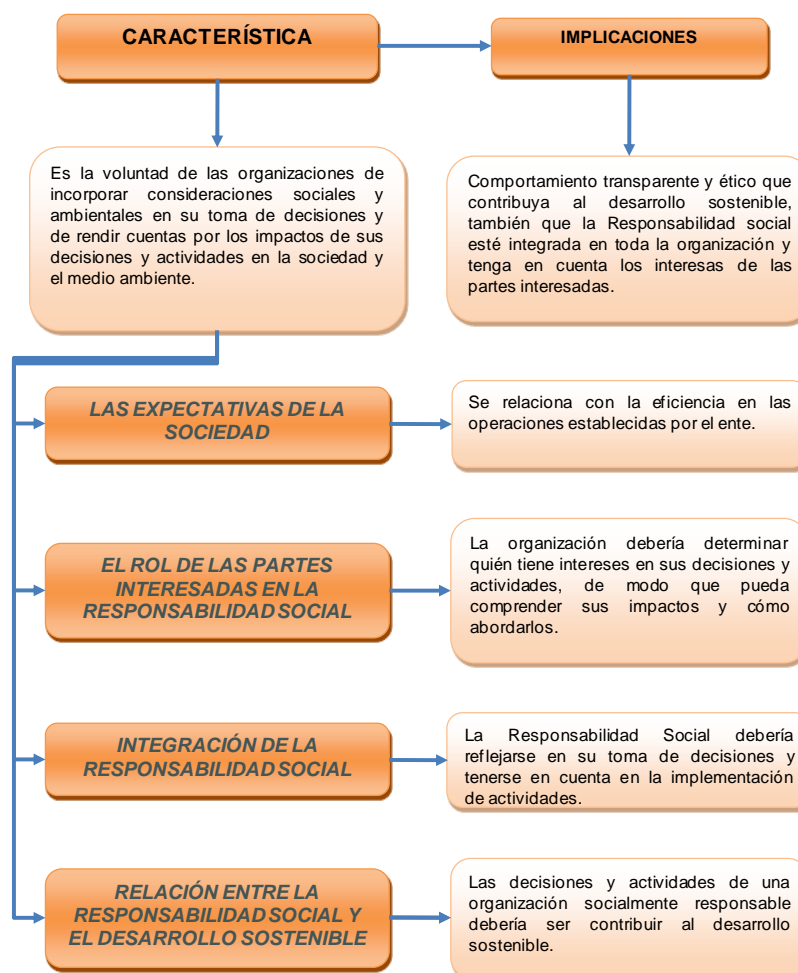 CARACTERÍSTICA
IMPLICACIONES
Es la voluntad de las organizaciones de
incorporar consideraciones sociales y
ambientales en su toma de decisiones y
de rendir cuentas por los impactos de sus
decisiones y actividades en la sociedad y
el medio ambiente.
Comportamiento transparente y ético que
contribuya al desarrollo sostenible,
también que la Responsabilidad social
esté integrada en toda la organización y
tenga en cuenta los interesas de las
partes interesadas.
LAS EXPECTATIVAS DE LA
SOCIEDAD
Se relaciona con la eficiencia en las
operaciones establecidas por el ente.
EL ROL DE LAS PARTES
INTERESADAS EN LA
RESPONSABILIDAD SOCIAL
La organización debería determinar
quién tiene intereses en sus decisiones y
actividades, de modo que pueda
comprender sus impactos y cómo
abordarlos.
INTEGRACIÓN DE LA
RESPONSABILIDAD SOCIAL
La Responsabilidad Social debería
reflejarse en su toma de decisiones y
tenerse en cuenta en la implementación
de actividades.
RELACIÓN ENTRE LA
RESPONSABILIDAD SOCIAL Y
EL DESARROLLO SOSTENIBLE
Las decisiones y actividades de una
organización socialmente responsable
debería ser contribuir al desarrollo
sostenible.